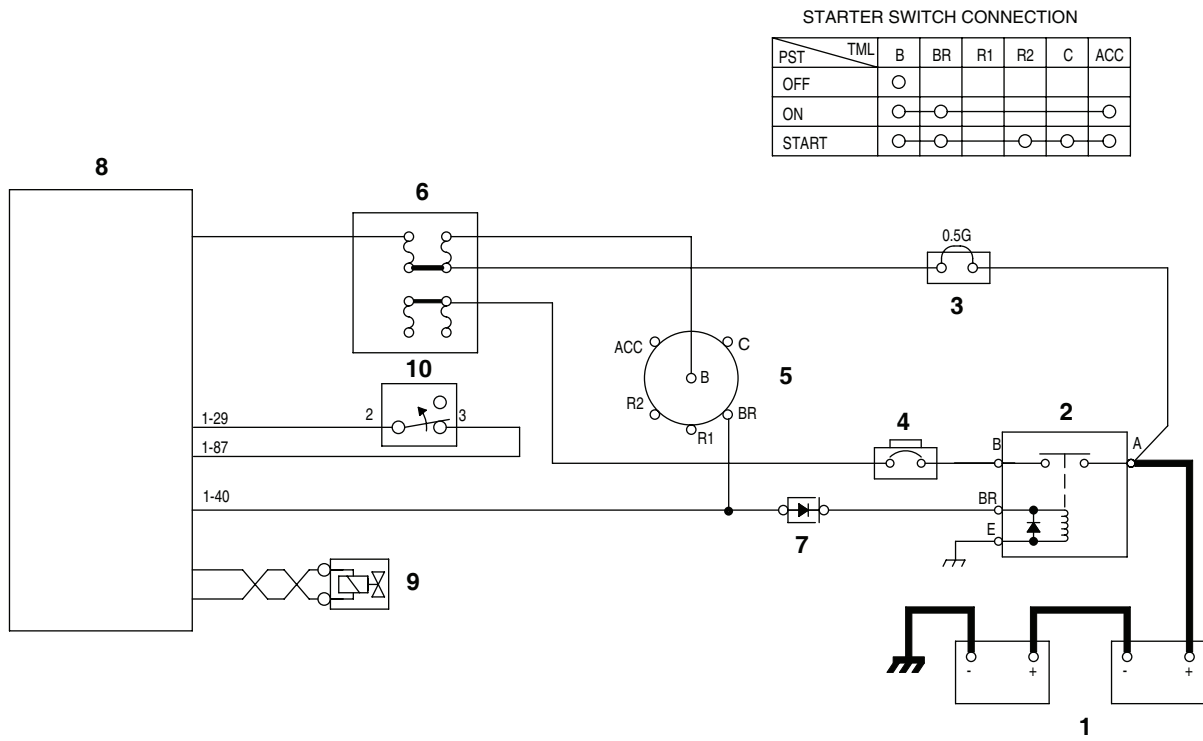 STARTER SWITCH CONNECTION
PST TML B BR R1 R2 C ACC
OFF
ON
START
8
6
0.5G
3
ACC
C
B
5
R2
BR
R1
10
2
3
1-29
1-87
4
2
B
A
1-40
BR
7
E
9
- + - +
1